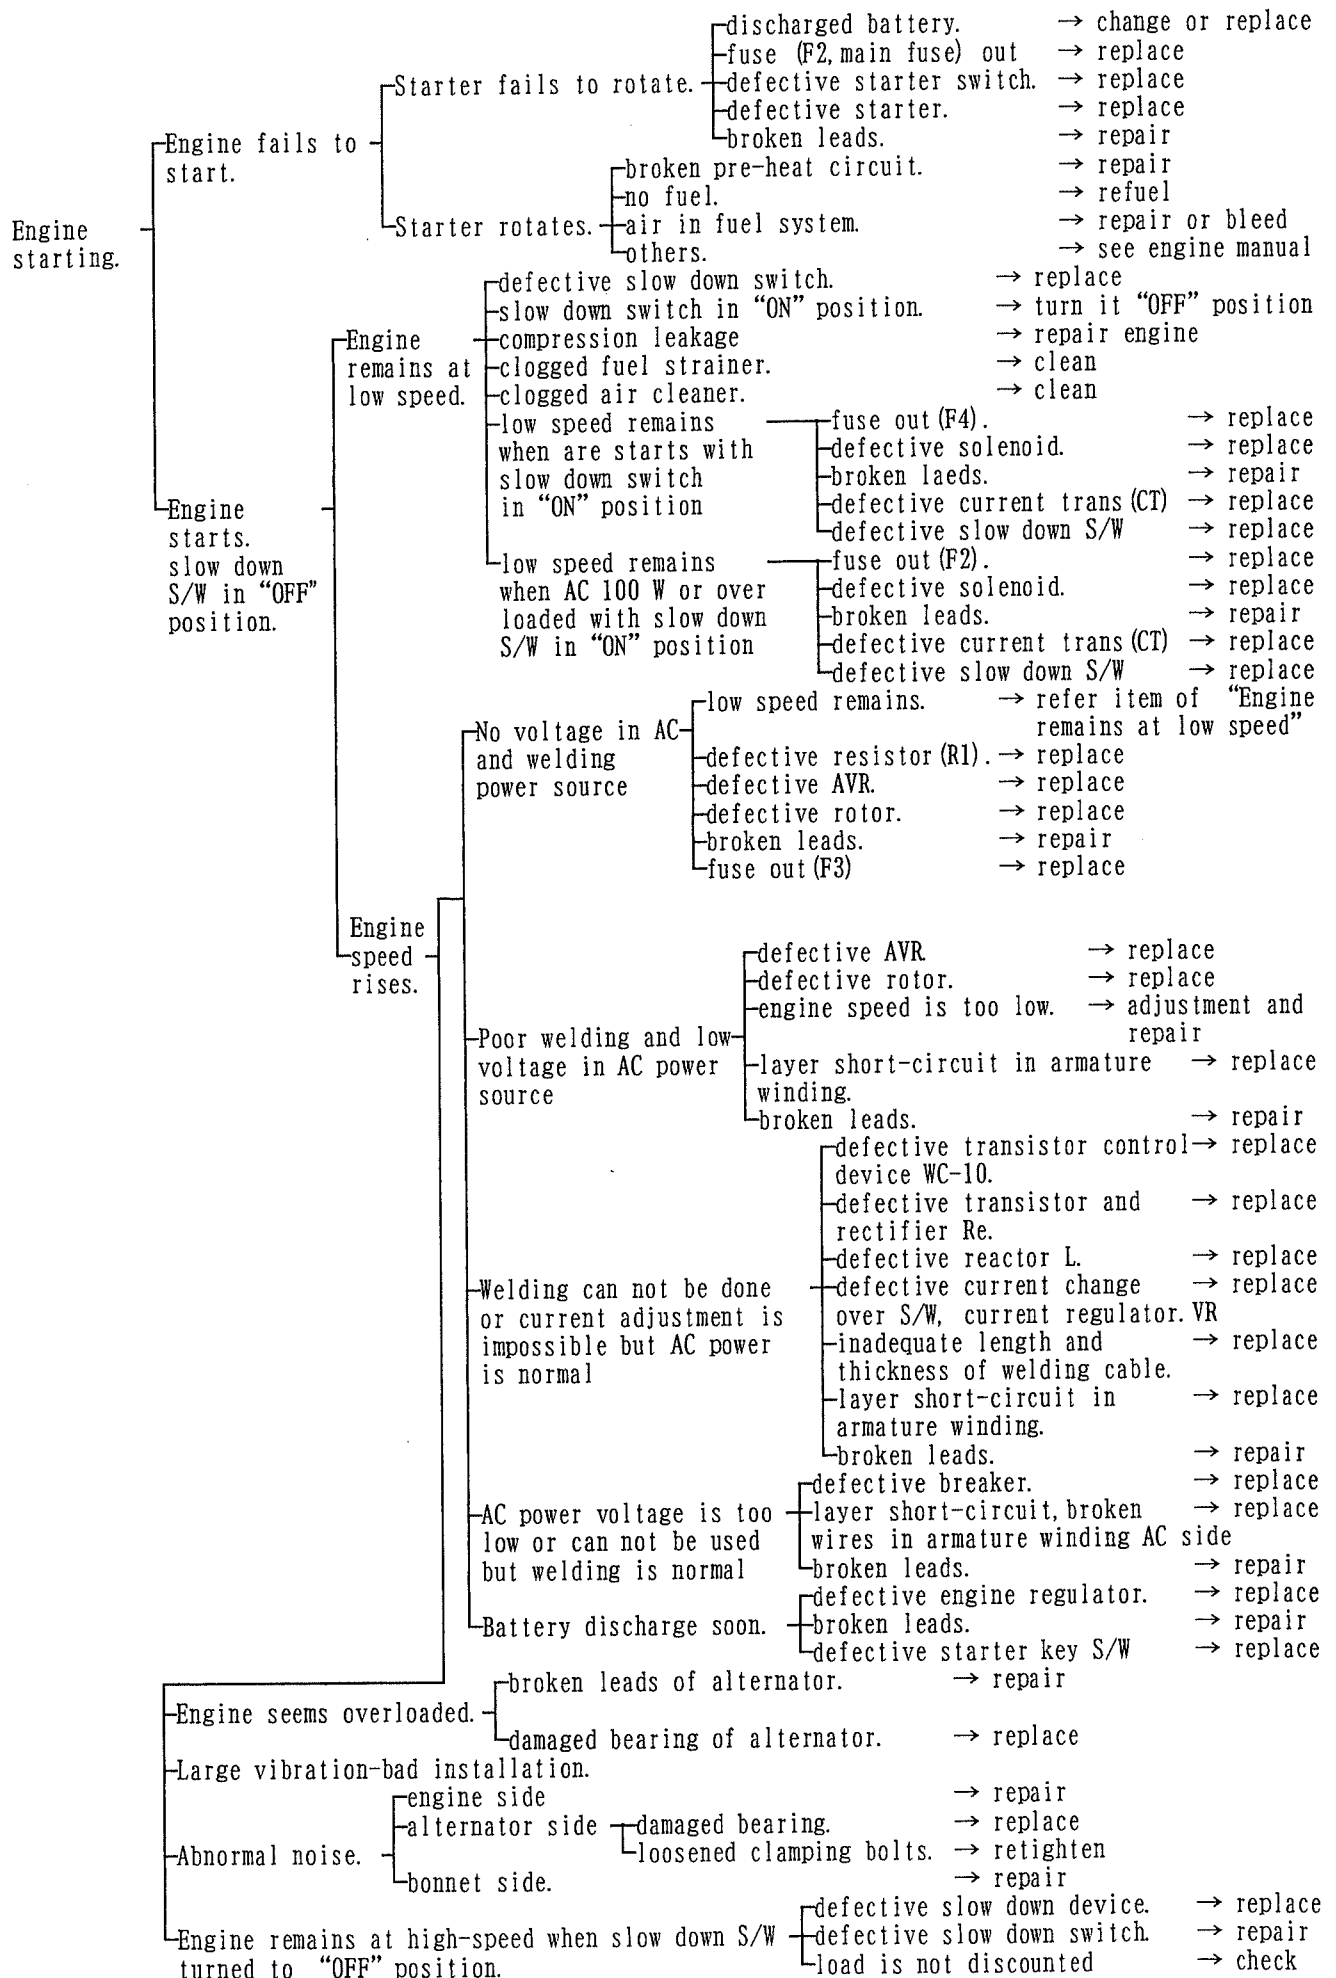 discharged battery. → change or replace
fuse (F2, main fuse) out → replace
Starter fails to rotate. defective starter switch. → replace
defective starter. → replace
broken leads. → repair
Engine fails to
start.
broken pre-heat circuit. → repair
no fuel. → refuel
Starter rotates. air in fuel system. → repair or bleed
others. → see engine manual
Engine
starting.
defective slow down switch. → replace
slow down switch in “ON” position. → turn it “OFF” position
Engine
remains at
low speed.
compression leakage → repair engine
clogged fuel strainer. → clean
clogged air cleaner. → clean
low speed remains
when are starts with
slow down switch
in “ON” position
fuse out (F4). → replace
defective solenoid. → replace
broken laeds. → repair
defective current trans (CT) → replace
defective slow down S/W → replace
Engine
starts.
slow down
S/W in “OFF”
position.
low speed remains
when AC 100 W or over
loaded with slow down
S/W in “ON” position
fuse out (F2). → replace
defective solenoid. → replace
broken leads. → repair
defective current trans (CT) → replace
defective slow down S/W → replace
No voltage in AC
and welding
power source
low speed remains. → refer item of “Engine
remains at low speed”
defective resistor (R1). → replace
defective AVR. → replace
defective rotor. → replace
broken leads. → repair
fuse out (F3) → replace
Engine
speed
rises.
Poor welding and low
voltage in AC power
source
defective AVR → replace
defective rotor. → replace
engine speed is too low. → adjustment and
repair
layer short-circuit in armature → replace
winding.
broken leads. → repair
Welding can not be done
or current adjustment is
impossible but AC power
is normal
defective transistor control → replace
device WC-10.
defective transistor and → replace
rectifier Re.
defective reactor L. → replace
defective current change → replace
over S/W, current regulator. VR
inadequate length and → replace
thickness of welding cable.
layer short-circuit in → replace
armature winding.
broken leads. → repair
AC power voltage is too
low or can not be used
but welding is normal
defective breaker. → replace
layer short-circuit, broken → replace
wires in armature winding AC side
broken leads. → repair
Battery discharge soon.
defective engine regulator. → replace
broken leads. → repair
defective starter key S/W → replace
Engine seems overloaded.
broken leads of alternator. → repair
damaged bearing of alternator. → replace
Large vibration-bad installation.
Abnormal noise.
engine side → repair
alternator side damaged bearing. → replace
loosened clamping bolts. → retighten
bonnet side. → repair
Engine remains at high-speed when slow down S/W
turned to “OFF” position.
defective slow down device. → replace
defective slow down switch. → repair
load is not discounted → check